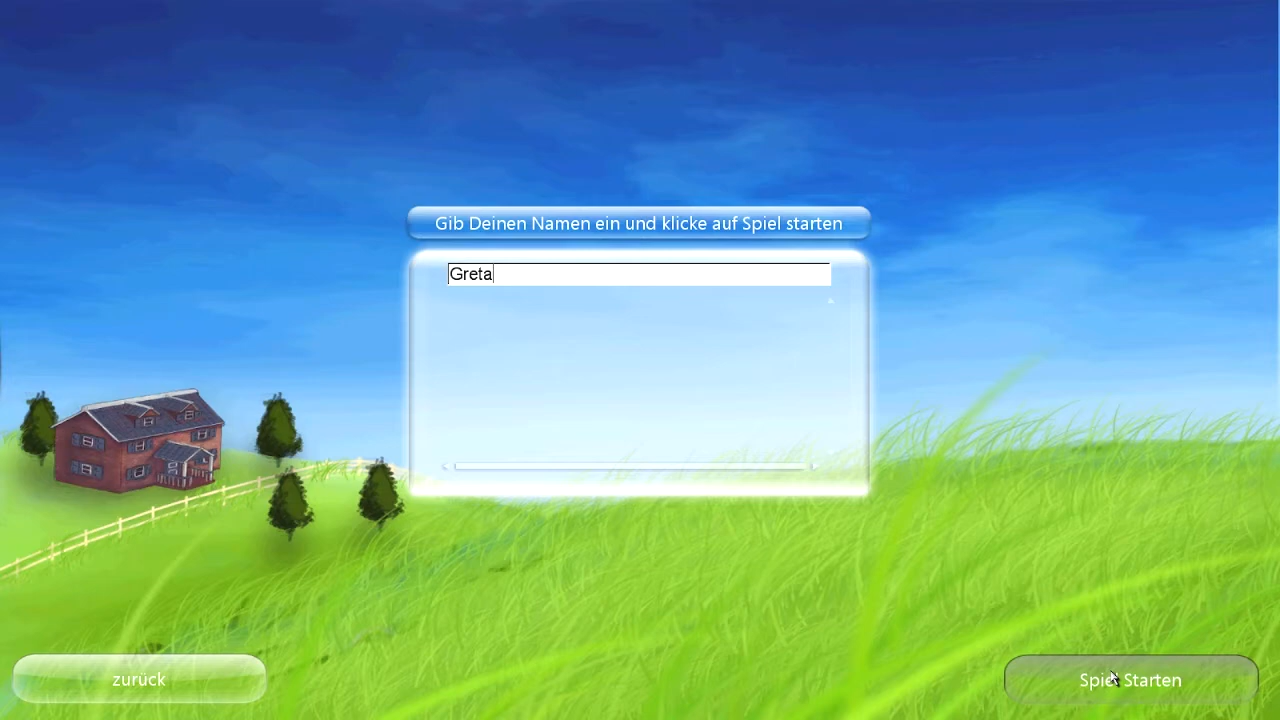 Gib Deinen Namen ein und klicke auf Spiel starten
Greta
zurück
Spiel Starten